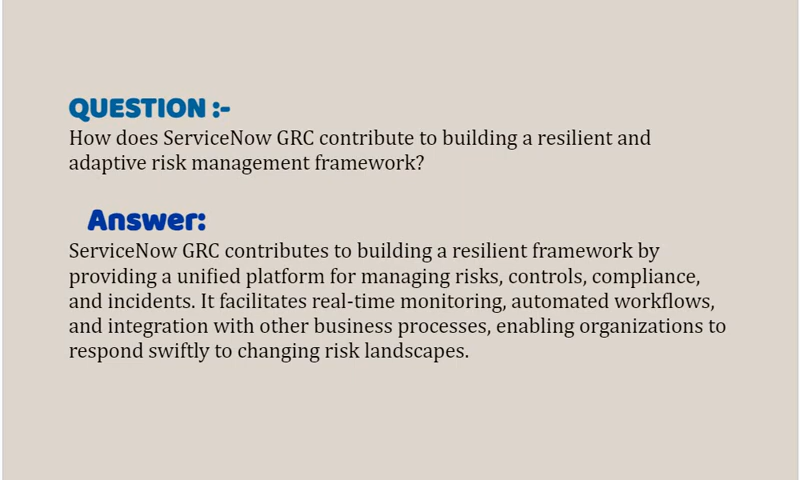 QUESTION :-
How does ServiceNow GRC contribute to building a resilient and
adaptive risk management framework?
Answer:
ServiceNow GRC contributes to building a resilient framework by
providing a unified platform for managing risks, controls, compliance,
and incidents. It facilitates real-time monitoring, automated workflows,
and integration with other business processes, enabling organizations to
respond swiftly to changing risk landscapes.